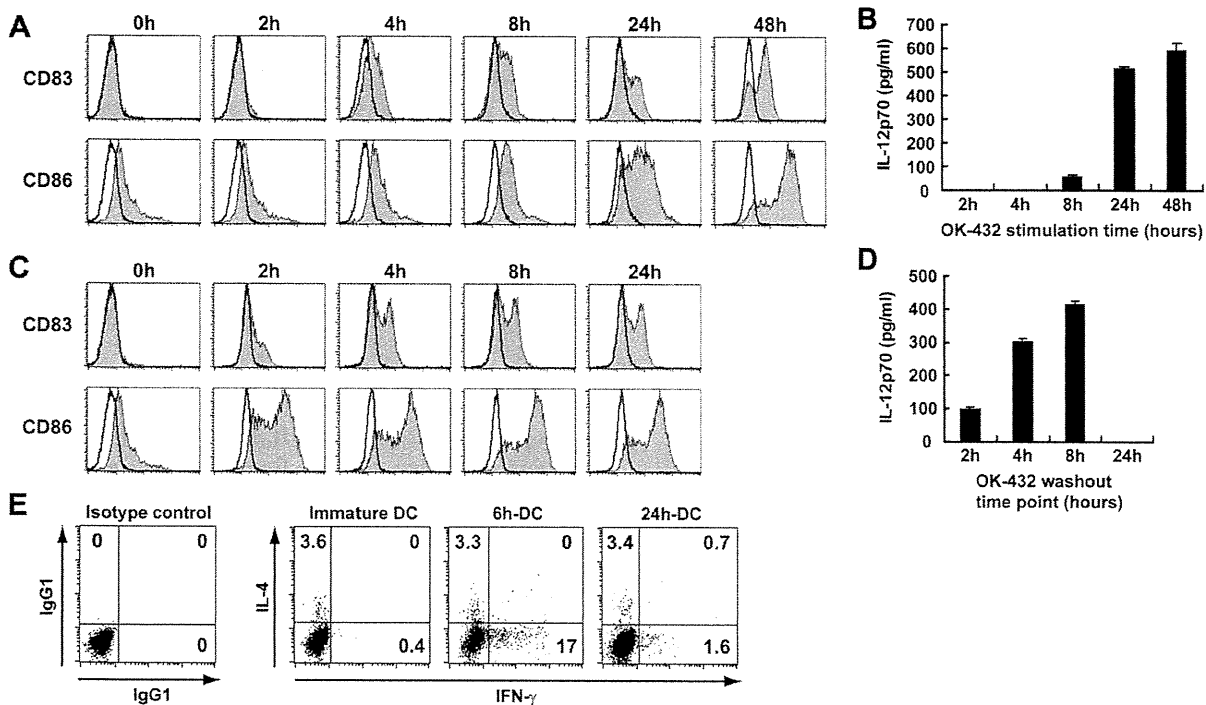 A
0h 2h 4h 8h 24h 48h
CD83
CD86
B
IL-12p70 (pg/ml)
700
600
500
400
300
200
100
0
2h 4h 8h 24h 48h
OK-432 stimulation time (hours)
C
0h 2h 4h 8h 24h
CD83
CD86
D
IL-12p70 (pg/ml)
500
400
300
200
100
0
2h 4h 8h 24h
OK-432 washout
time point (hours)
E
Isotype control
IgG1
0 0
0
IgG1
Immature DC 6h-DC 24h-DC
IL-4
3.6 0 3.3 0 3.4 0.7
0.4 17 1.6
IFN-γ